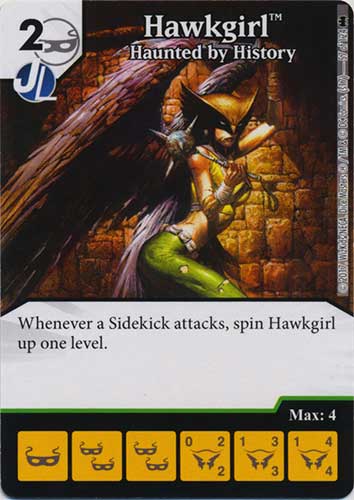 2
Hawkgirl™
Haunted by History
JL
Whenever a Sidekick attacks, spin Hawkgirl
up one level.
Max: 4
0 2 1 3 1 4
2 3 4